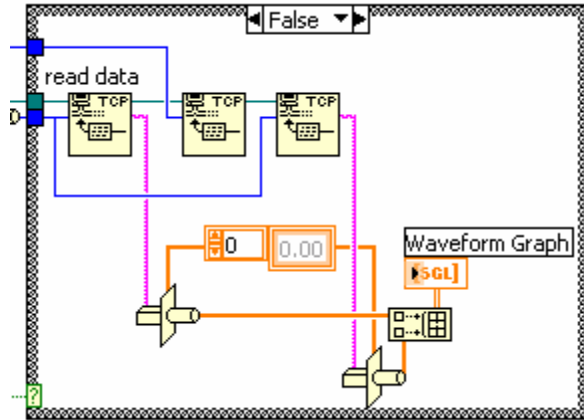 False
read data
TCP TCP TCP
0 0.00
Waveform Graph
SGL]
?